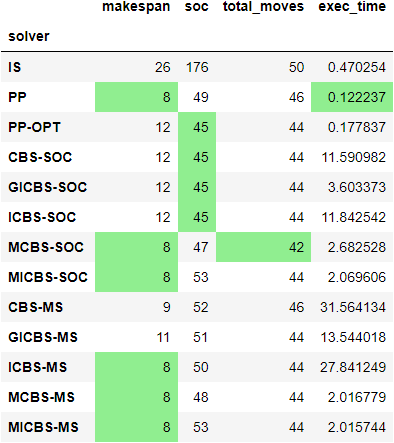 makespan soc total_moves exec_time
solver
IS 26 176 50 0.470254
PP 8 49 46 0.122237
PP-OPT 12 45 44 0.177837
CBS-SOC 12 45 44 11.590982
GICBS-SOC 12 45 44 3.603373
ICBS-SOC 12 45 44 11.842542
MCBS-SOC 8 47 42 2.682528
MICBS-SOC 8 53 44 2.069606
CBS-MS 9 52 46 31.564134
GICBS-MS 11 51 44 13.544018
ICBS-MS 8 50 44 27.841249
MCBS-MS 8 48 44 2.016779
MICBS-MS 8 53 44 2.015744